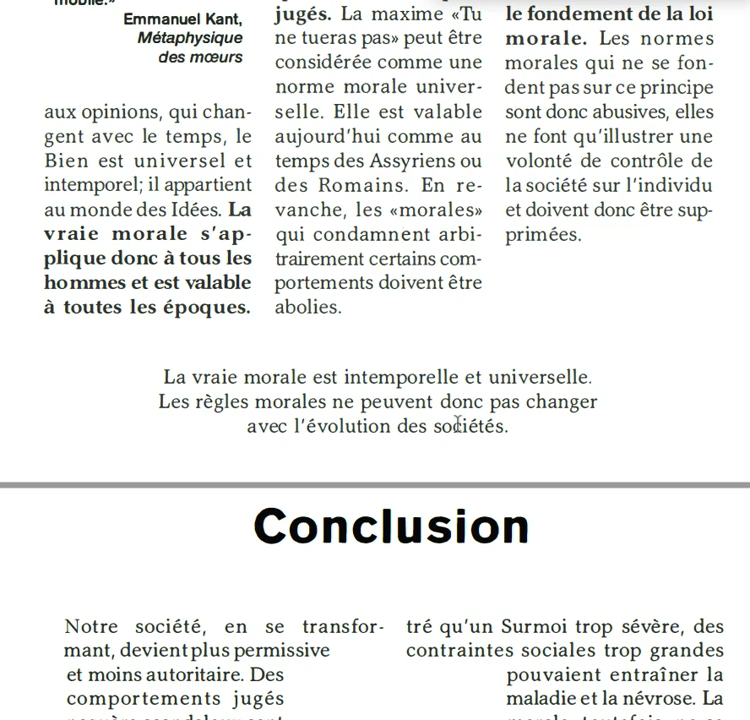 mobile.»
Emmanuel Kant,
Métaphysique
des mœurs
aux opinions, qui chan-
gent avec le temps, le
Bien est universel et
intemporel; il appartient
au monde des Idées. La
vraie morale s'ap-
plique donc à tous les
hommes et est valable
à toutes les époques.
jugés. La maxime «Tu
ne tueras pas» peut être
considérée comme une
norme morale univer-
selle. Elle est valable
aujourd'hui comme au
temps des Assyriens ou
des Romains. En re-
vanche, les «morales»
qui condamnent arbi-
trairement certains com-
portements doivent être
abolies.
le fondement de la loi
morale. Les normes
morales qui ne se fon-
dent pas sur ce principe
sont donc abusives, elles
ne font qu'illustrer une
volonté de contrôle de
la société sur l'individu
et doivent donc être sup-
primées.
La vraie morale est intemporelle et universelle.
Les règles morales ne peuvent donc pas changer
avec l'évolution des sociétés.
Conclusion
Notre société, en se transfor-
mant, devient plus permissive
et moins autoritaire. Des
comportements jugés
tré qu'un Surmoi trop sévère, des
contraintes sociales trop grandes
pouvaient entraîner la
maladie et la névrose. La